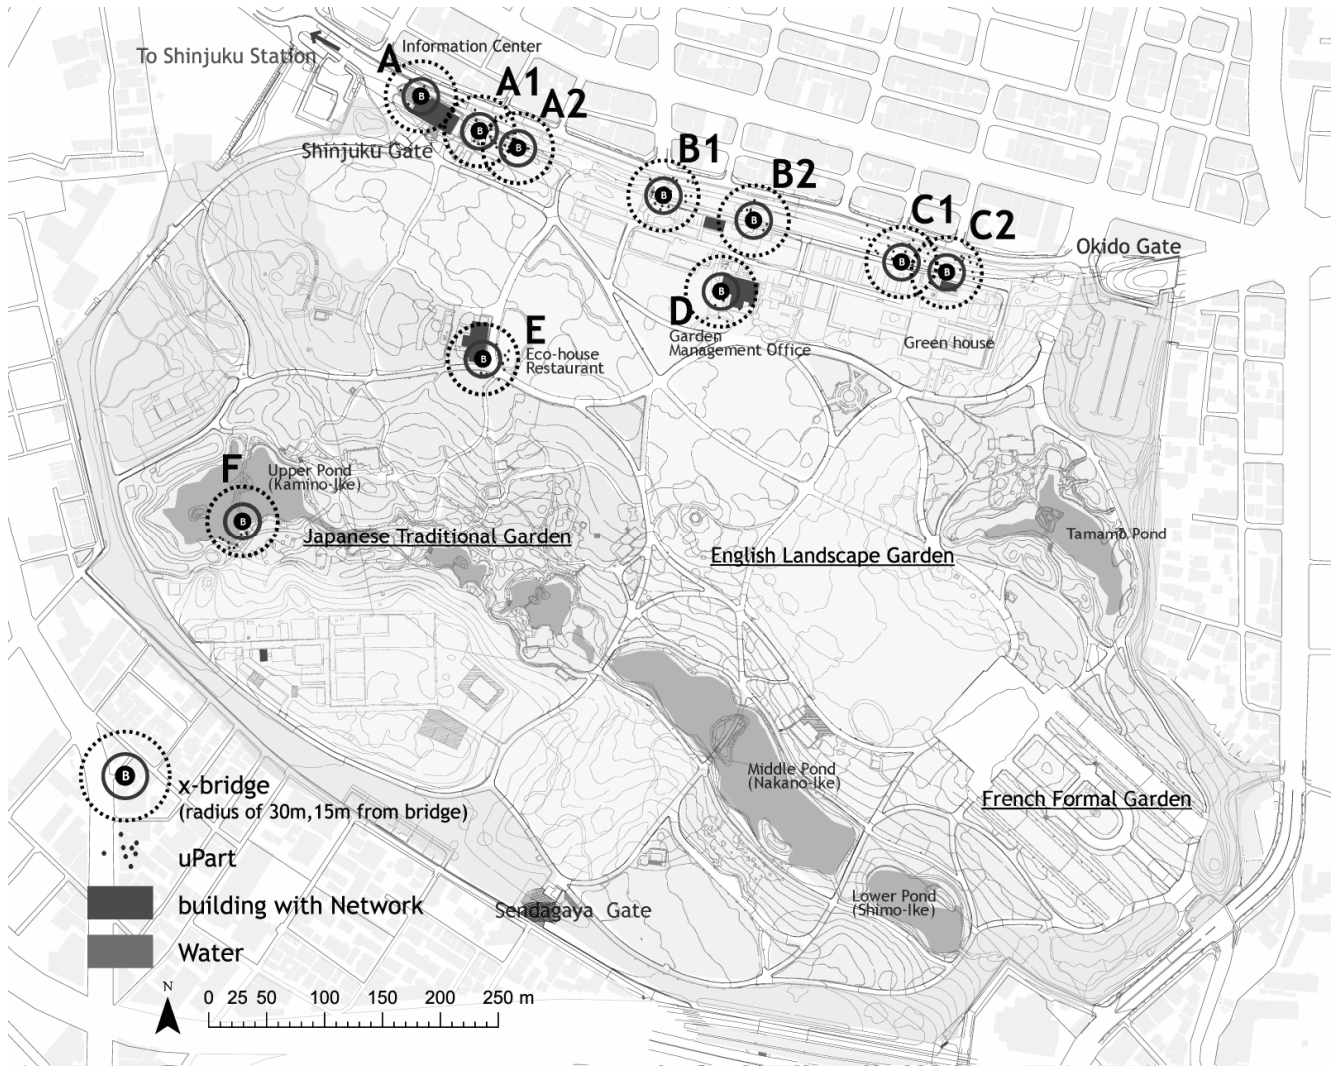 To Shinjuku Station
A
Information Center
A1
A2
Shinjuku Gate
B1
B2
C1
C2
Okido Gate
D
Garden
Management Office
Green house
E
Eco-house
Restaurant
F
Upper Pond
(Kamino-Ike)
Japanese Traditional Garden
English Landscape Garden
Tamamo Pond
Middle Pond
(Nakano-Ike)
French Formal Garden
Lower Pond
(Shimo-Ike)
Sendagaya Gate
B
x-bridge
(radius of 30m,15m from bridge)
uPart
building with Network
Water
N
0 25 50 100 150 200 250 m
B
B
B
B
B
B
B
B
B
B